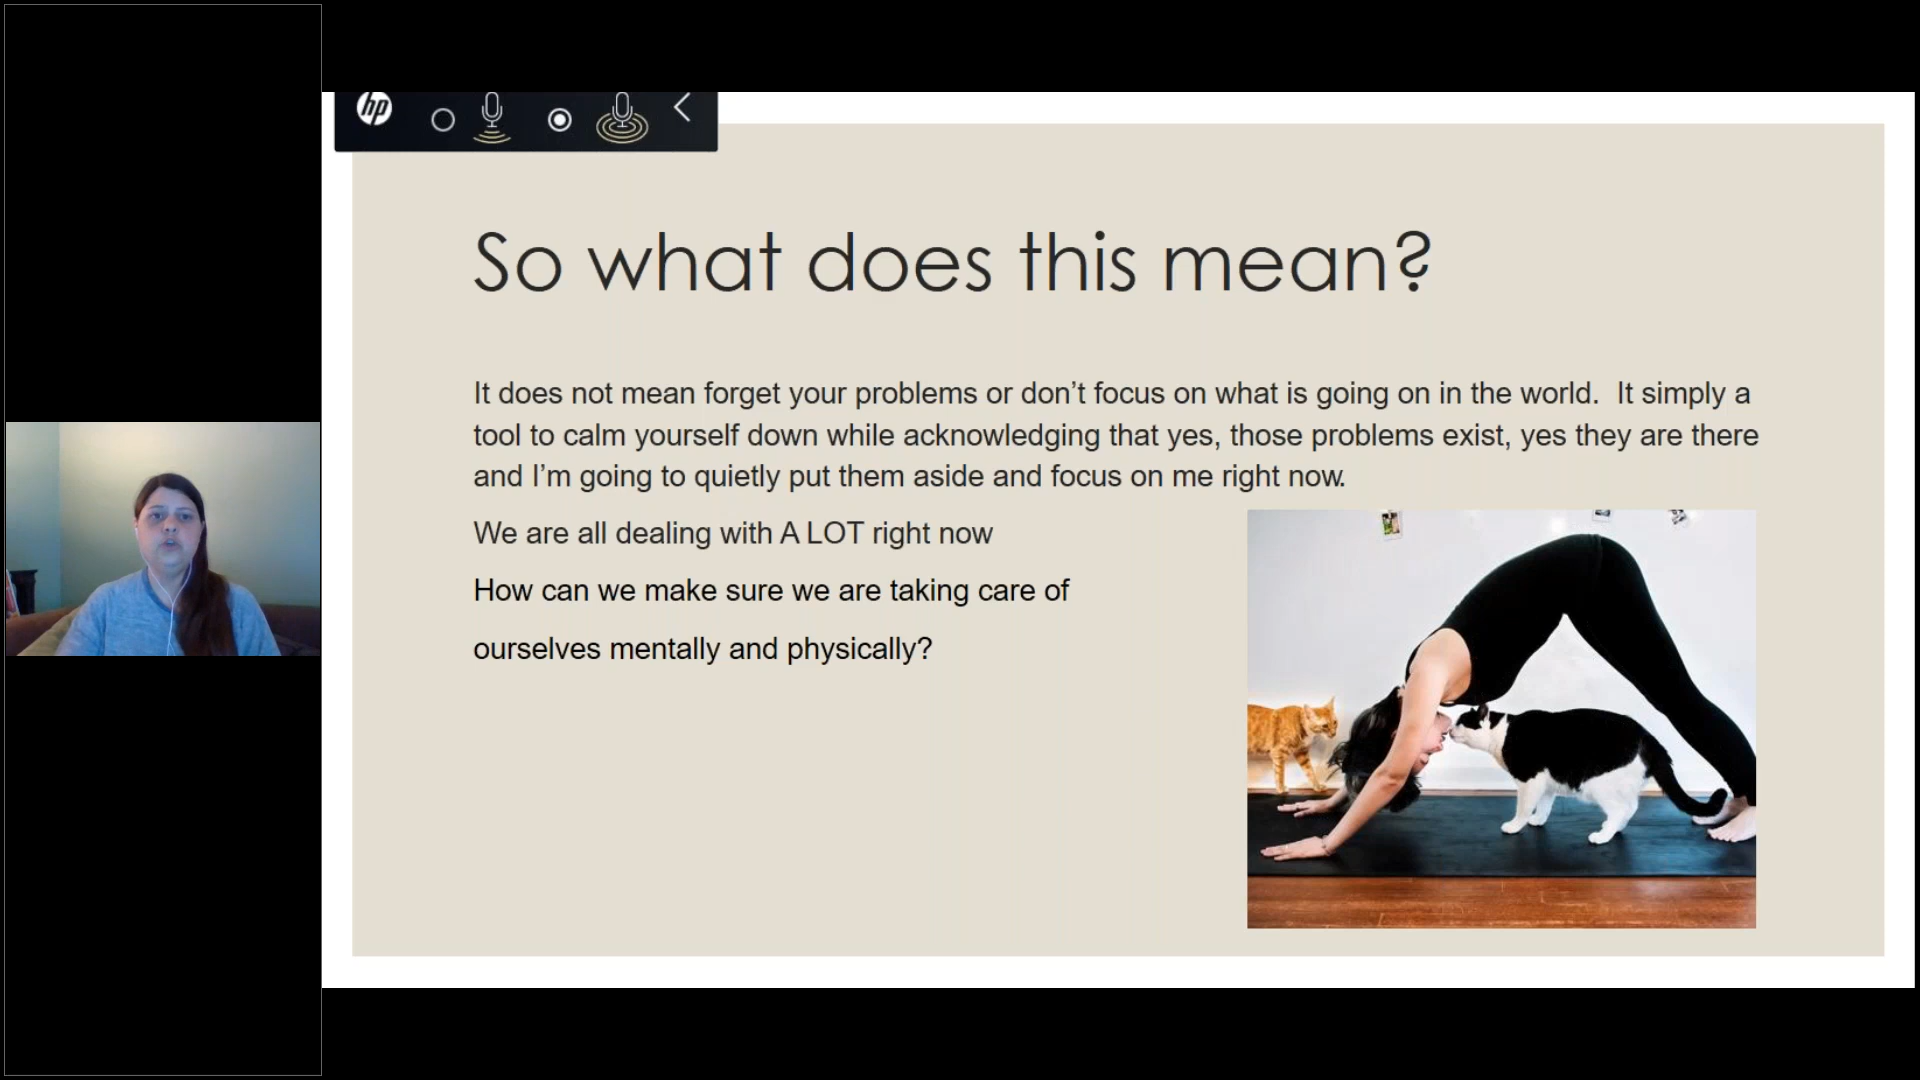 hp
So what does this mean?
It does not mean forget your problems or don’t focus on what is going on in the world.  It simply a
tool to calm yourself down while acknowledging that yes, those problems exist, yes they are there
and I’m going to quietly put them aside and focus on me right now.
We are all dealing with A LOT right now
How can we make sure we are taking care of
ourselves mentally and physically?